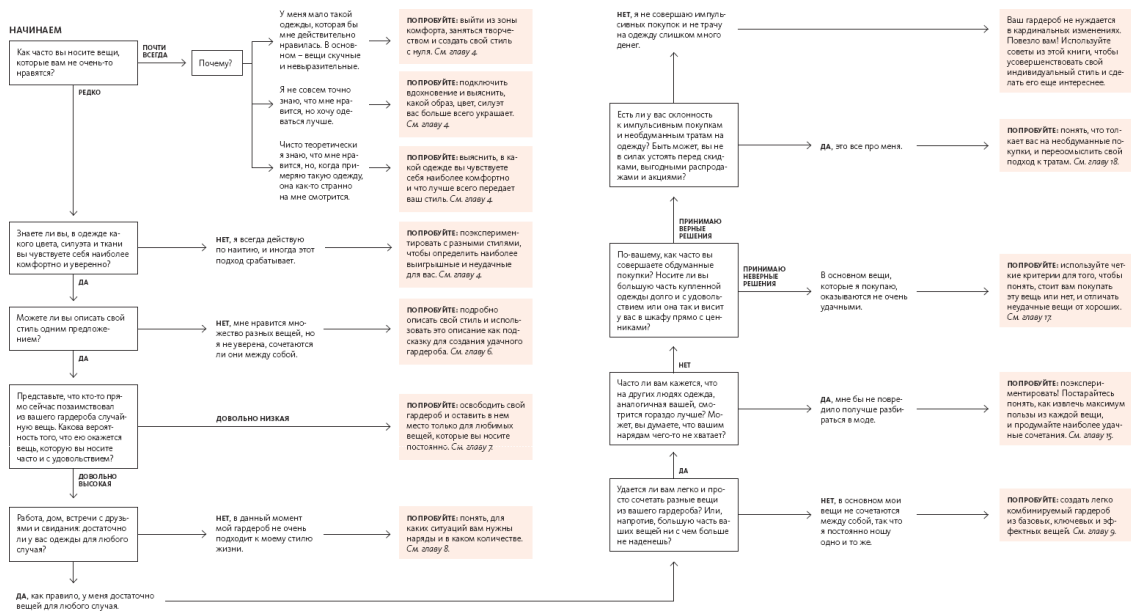 НАЧИНАЕМ
Как часто вы носите вещи,
которые вам не очень-то
нравятся?
ПОЧТИ
ВСЕГДА
Почему?
У меня мало такой
одежды, которая бы
мне действительно
нравилась. В основ-
ном – вещи скучные
и невыразительные.
ПОПРОБУЙТЕ: выйти из зоны
комфорта, заняться творче-
ством и создать свой стиль
с нуля. См. главу 4.
Я не совсем точно
знаю, что мне нра-
вится, но хочу оде-
ваться лучше.
ПОПРОБУЙТЕ: подключить
вдохновение и выяснить,
какой образ, цвет, силуэт
вас больше всего украшает.
См. главу 4.
Чисто теоретически
я знаю, что мне нра-
вится, но, когда при-
меряю такую одежду,
она как-то странно
на мне смотрится.
ПОПРОБУЙТЕ: выяснить, в ка-
кой одежде вы чувствуете
себя наиболее комфортно
и что лучше всего передает
ваш стиль. См. главу 4.
РЕДКО
Знаете ли вы, в одежде ка-
кого цвета, силуэта и ткани
вы чувствуете себя наиболее
комфортно и уверенно?
НЕТ, я всегда действую
по наитию, и иногда этот
подход срабатывает.
ПОПРОБУЙТЕ: поэксперимен-
тировать с разными стилями,
чтобы определить наиболее
выигрышные и неудачные
для вас. См. главу 4.
ДА
Можете ли вы описать свой
стиль одним предложе-
нием?
НЕТ, мне нравится мно-
жество разных вещей, но
я не уверена, сочетаются
ли они между собой.
ПОПРОБУЙТЕ: подробно
описать свой стиль и исполь-
зовать это описание как под-
сказку для создания удачного
гардероба. См. главу 6.
ДА
Представьте, что кто-то пря-
мо сейчас позаимствовал
из вашего гардероба случай-
ную вещь. Какова вероят-
ность того, что ею окажется
вещь, которую вы носите
часто и с удовольствием?
ДОВОЛЬНО НИЗКАЯ
ПОПРОБУЙТЕ: освободить свой
гардероб и оставить в нем
место только для любимых
вещей, которые вы носите
постоянно. См. главу 7.
ДОВОЛЬНО
ВЫСОКАЯ
Работа, дом, встречи с друзь-
ями и свидания: достаточно
ли у вас одежды для любого
случая?
НЕТ, в данный момент
мой гардероб не очень
подходит к моему стилю
жизни.
ПОПРОБУЙТЕ: понять, для
каких ситуаций вам нужны
наряды и в каком количестве.
См. главу 8.
ДА, как правило, у меня достаточно
вещей для любого случая.
НЕТ, я не совершаю импуль-
сивных покупок и не трачу
на одежду слишком много
денег.
Ваш гардероб не нуждается
в кардинальных изменениях.
Повезло вам! Используйте
советы из этой книги, чтобы
усовершенствовать свой
индивидуальный стиль и сде-
лать его еще интереснее.
Есть ли у вас склонность
к импульсивным покупкам
и необдуманным тратам на
одежду? Быть может, вы не
в силах устоять перед скид-
ками, выгодными распрода-
жами и акциями?
ДА, это все про меня.
ПОПРОБУЙТЕ: понять, что тол-
кает вас на необдуманные по-
купки, и переосмыслить свой
подход к тратам. См. главу 18.
ПРИНИМАЮ
ВЕРНЫЕ
РЕШЕНИЯ
По-вашему, как часто вы
совершаете обдуманные
покупки? Носите ли вы
большую часть купленной
одежды долго и с удоволь-
ствием или она так и висит
у вас в шкафу прямо с цен-
никами?
ПРИНИМАЮ
НЕВЕРНЫЕ
РЕШЕНИЯ
В основном вещи,
которые я покупаю,
оказываются не очень
удачными.
ПОПРОБУЙТЕ: используйте чет-
кие критерии для того, чтобы
понять, стоит вам покупать
эту вещь или нет, и отличать
неудачные вещи от хороших.
См. главу 17.
НЕТ
Часто ли вам кажется, что
на других людях одежда,
аналогичная вашей, смо-
трится гораздо лучше? Мо-
жет, вы думаете, что вашим
нарядам чего-то не хватает?
ДА, мне бы не повре-
дило получше разби-
раться в моде.
ПОПРОБУЙТЕ: поэкспери-
ментировать! Постарайтесь
понять, как извлечь максимум
пользы из каждой вещи,
и продумайте наиболее удач-
ные сочетания. См. главу 15.
ДА
Удается ли вам легко и про-
сто сочетать разные вещи
из вашего гардероба? Или,
напротив, большую часть ва-
ших вещей ни с чем больше
не наденешь?
НЕТ, в основном мои
вещи не сочетаются
между собой, так что
я постоянно ношу
одно и то же.
ПОПРОБУЙТЕ: создать легко
комбинируемый гардероб
из базовых, ключевых и эф-
фектных вещей. См. главу 9.